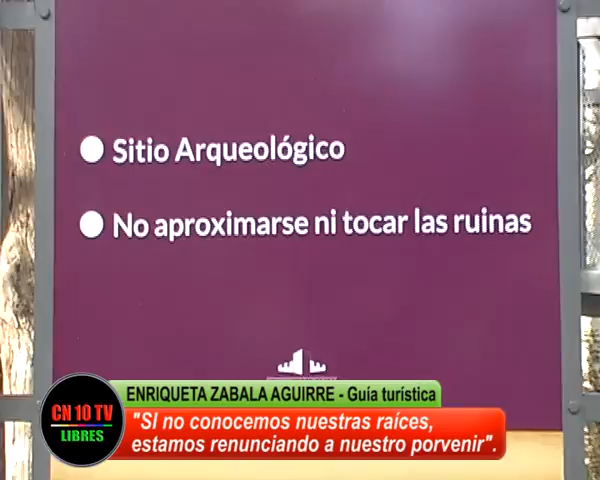 Sitio Arqueológico
No aproximarse ni tocar las ruinas
ENRIQUETA ZABALA AGUIRRE - Guía turística
CN 10 TV
LIBRES
"SI no conocemos nuestras raíces,
estamos renunciando a nuestro porvenir".